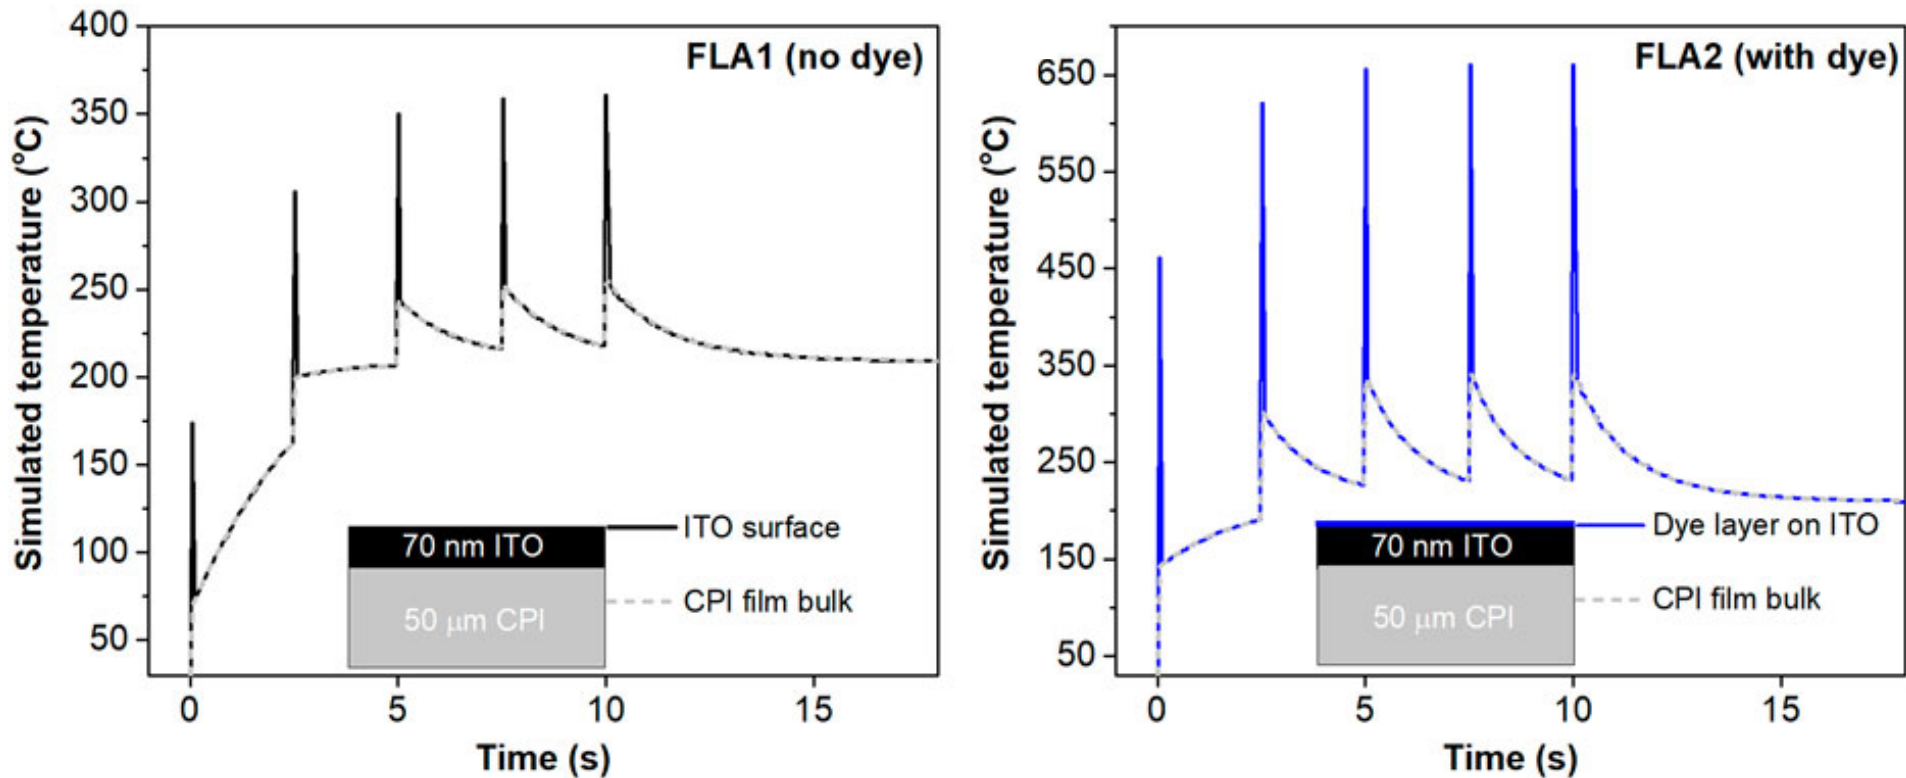 FLA1 (no dye)
Simulated temperature (°C)
400
350
300
250
200
150
100
50
0
5
10
15
Time (s)
70 nm ITO
50 μm CPI
ITO surface
CPI film bulk
FLA2 (with dye)
Simulated temperature (°C)
650
550
450
350
250
150
50
0
5
10
15
Time (s)
70 nm ITO
50 μm CPI
Dye layer on ITO
CPI film bulk